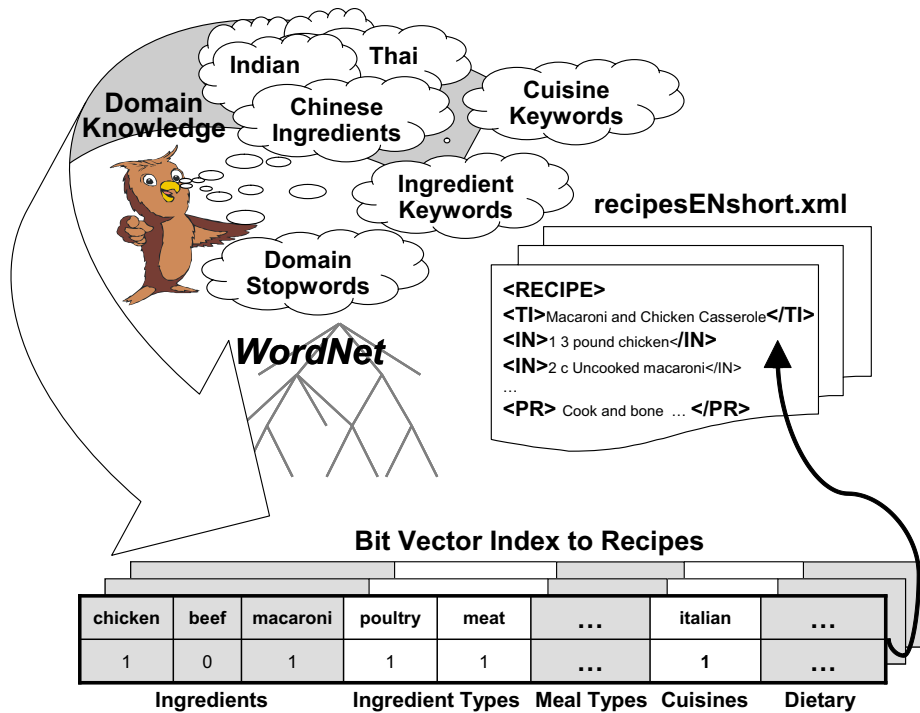 Indian
Thai
Domain
Knowledge
Chinese
Ingredients
Cuisine
Keywords
Ingredient
Keywords
Domain
Stopwords
WordNet
recipesENshort.xml
<RECIPE>
<TI>Macaroni and Chicken Casserole</TI>
<IN>1 3 pound chicken</IN>
<IN>2 c Uncooked macaroni</IN>
…
<PR> Cook and bone … </PR>
Bit Vector Index to Recipes
chicken beef macaroni poultry meat … italian …
1 0 1 1 1 … 1 …
Ingredients Ingredient Types Meal Types Cuisines Dietary